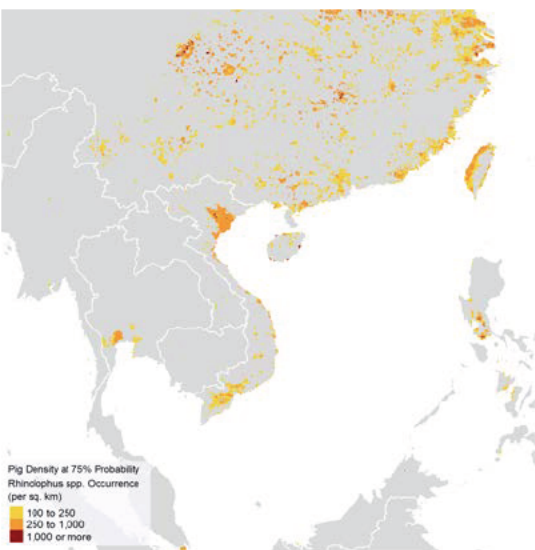 Pig Density at 75% Probability
Rhinolophus spp. Occurrence
(per sq. km)
100 to 250
250 to 1,000
1,000 or more